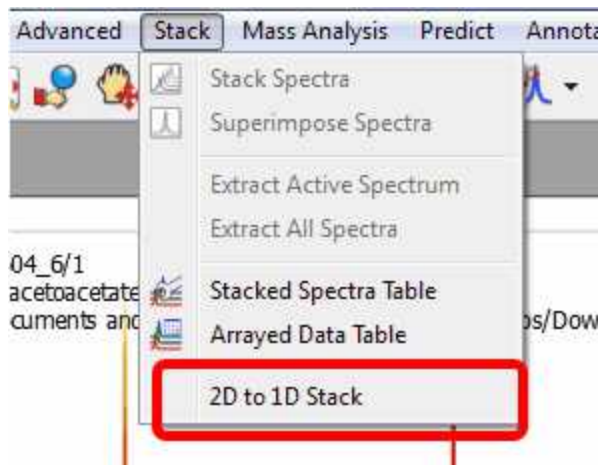 Advanced Stack Mass Analysis Predict Annota
Stack Spectra
Superimpose Spectra
Extract Active Spectrum
Extract All Spectra
04_6/1
acetoacetate
Stacked Spectra Table
cuments and
os/Dow
Arrayed Data Table
2D to 1D Stack